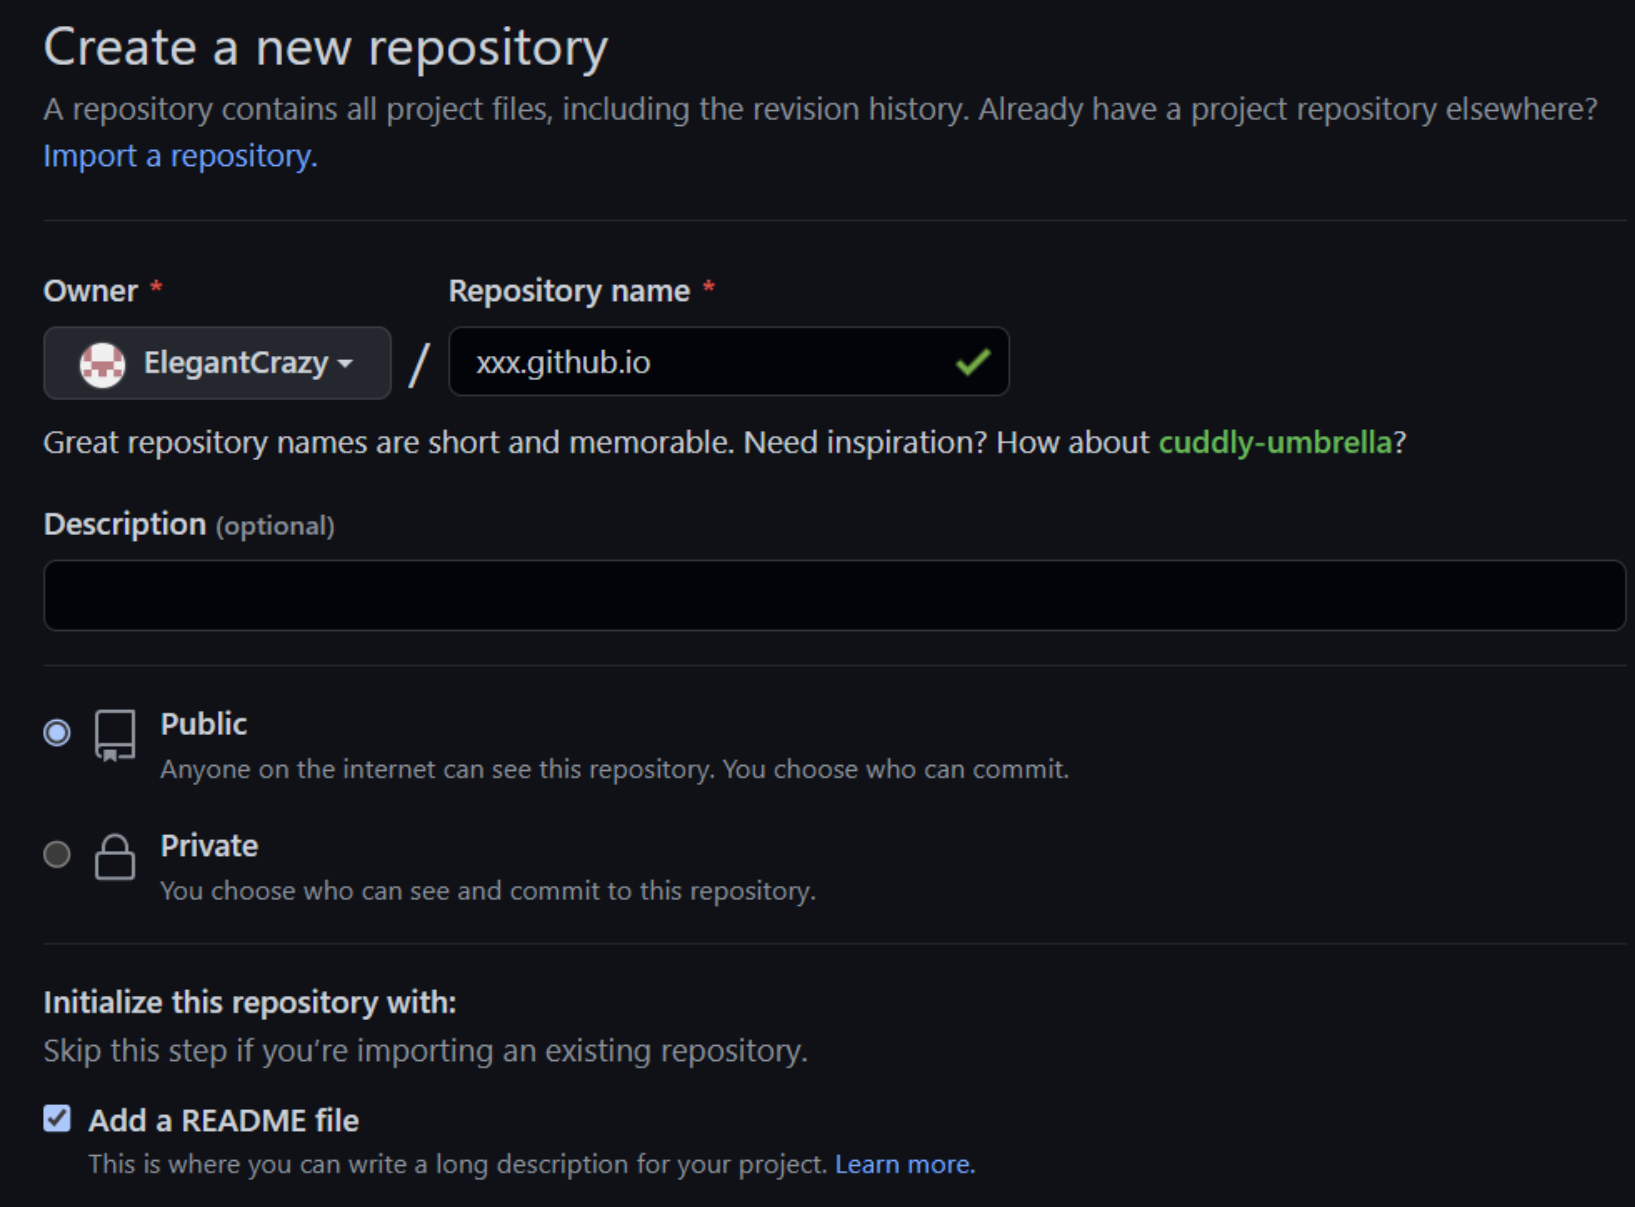 Create a new repository
A repository contains all project files, including the revision history. Already have a project repository elsewhere?
Import a repository.
Owner *
Repository name *
ElegantCrazy
/
xxx.github.io
Great repository names are short and memorable. Need inspiration? How about cuddly-umbrella?
Description (optional)
Public
Anyone on the internet can see this repository. You choose who can commit.
Private
You choose who can see and commit to this repository.
Initialize this repository with:
Skip this step if you’re importing an existing repository.
Add a README file
This is where you can write a long description for your project. Learn more.